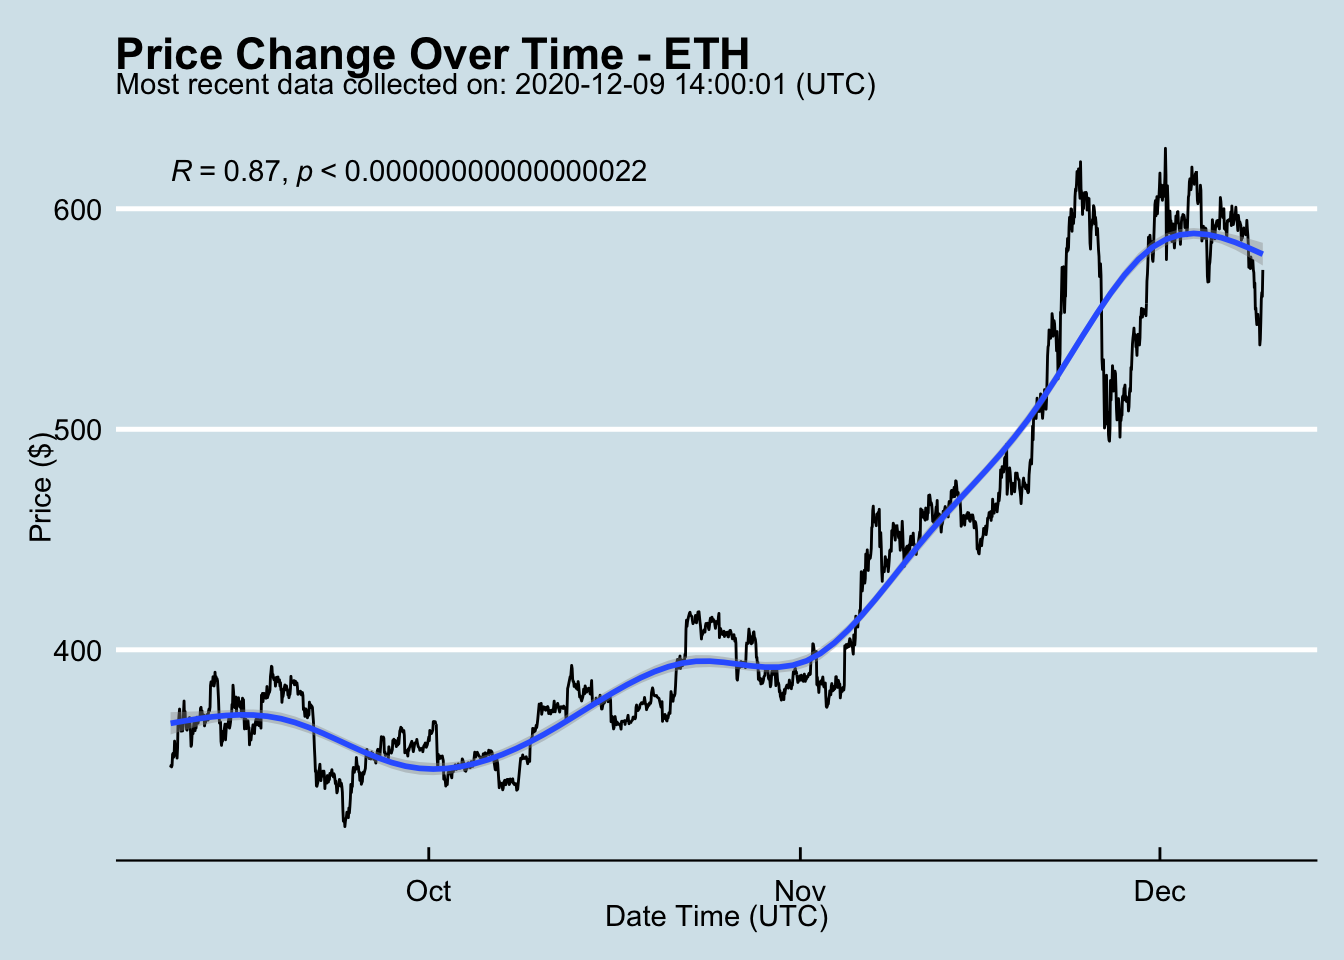 Price Change Over Time - ETH
Most recent data collected on: 2020-12-09 14:00:01 (UTC)
R = 0.87, p < 0.00000000000000022
600
500
400
Price ($)
Oct
Nov
Dec
Date Time (UTC)